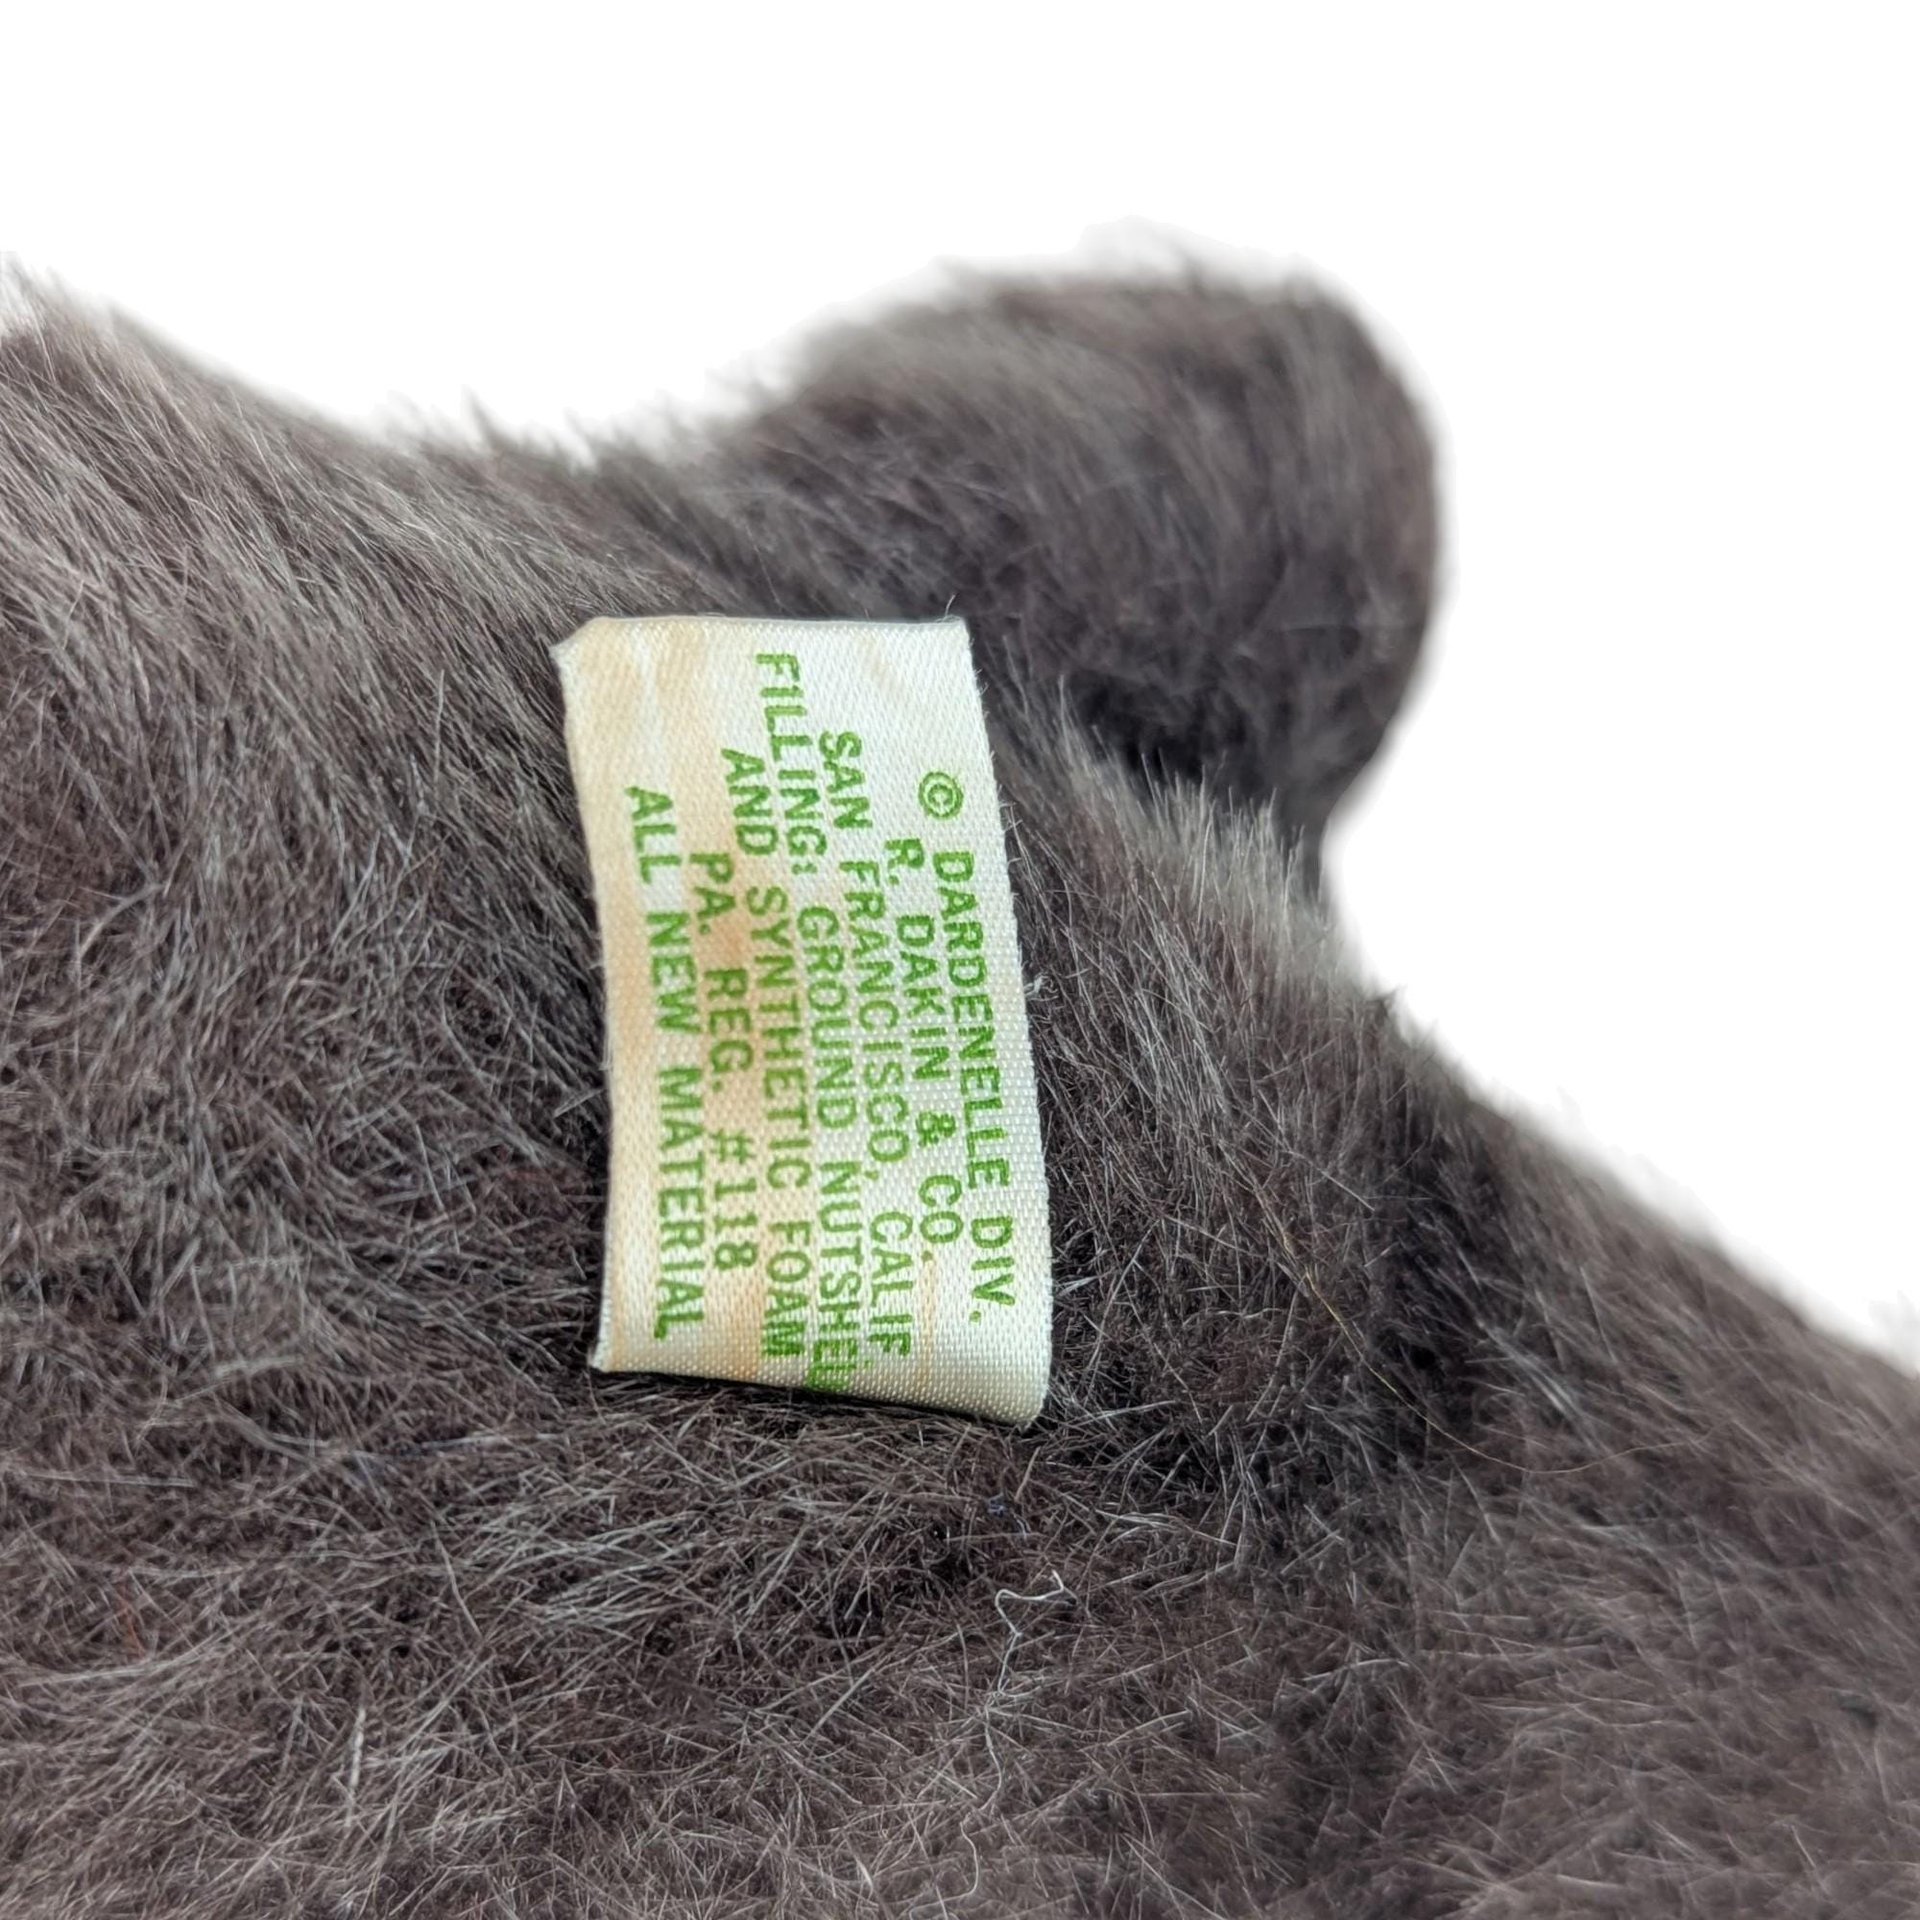 © DARDENELLE DIV.
R. DAKIN & CO.
SAN FRANCISCO, CALIF
FILLING: GROUND NUTSHELL
AND SYNTHETIC FOAM
PA. REG. #118
ALL NEW MATERIAL